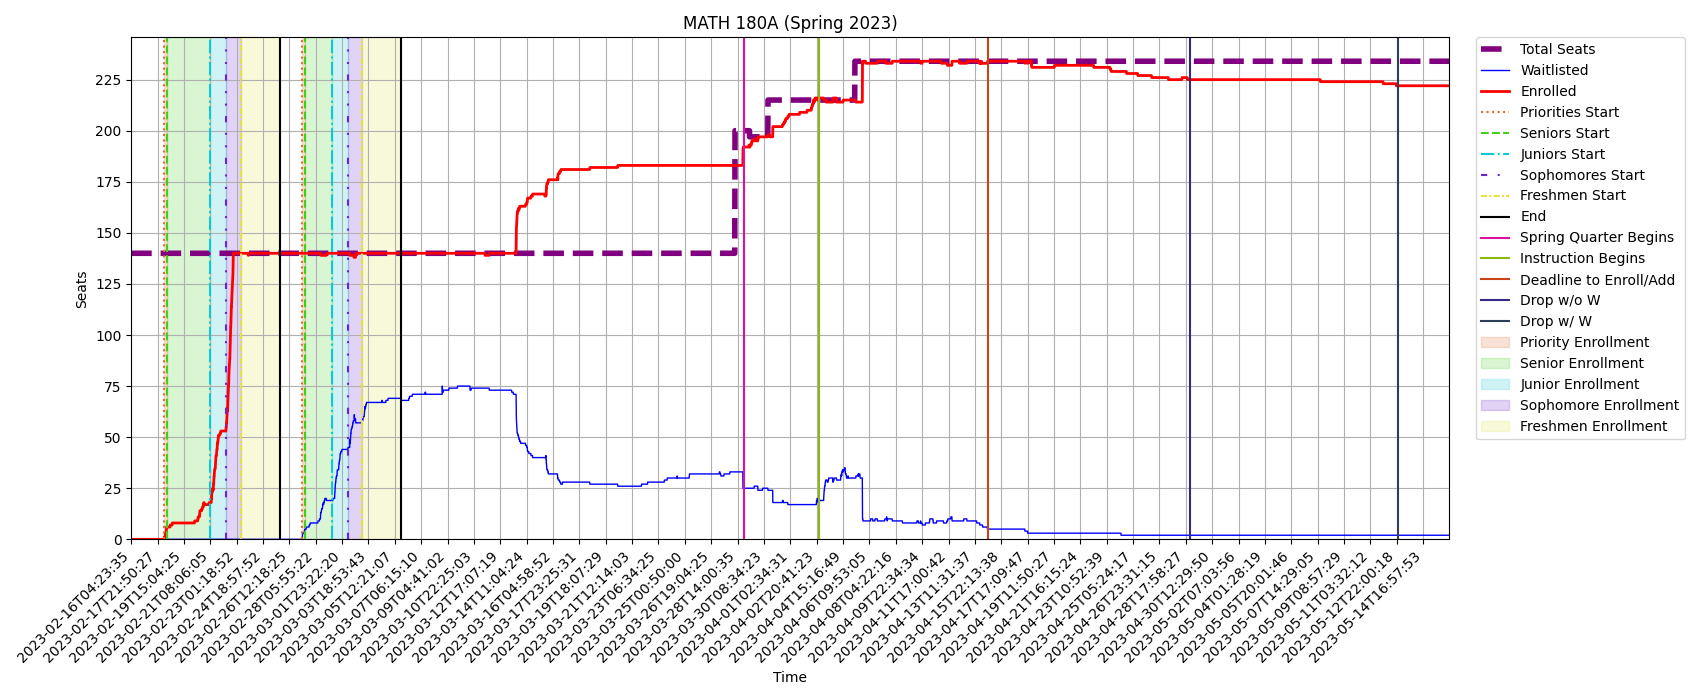 MATH 180A (Spring 2023)
Seats
225
200
175
150
125
100
75
50
25
0
2023-02-16T04:23:35
2023-02-17T21:50:27
2023-02-19T15:04:25
2023-02-21T08:06:05
2023-02-23T01:18:52
2023-02-24T18:57:52
2023-02-26T12:18:25
2023-02-28T05:55:22
2023-03-01T23:22:20
2023-03-03T18:53:43
2023-03-05T12:21:07
2023-03-07T06:15:10
2023-03-09T04:41:02
2023-03-10T22:25:03
2023-03-12T17:07:19
2023-03-14T11:04:24
2023-03-16T04:58:52
2023-03-17T23:25:31
2023-03-19T18:07:29
2023-03-21T12:14:03
2023-03-23T06:34:25
2023-03-25T00:50:00
2023-03-26T19:04:25
2023-03-28T14:00:35
2023-03-30T08:34:23
2023-04-01T02:34:31
2023-04-02T20:41:23
2023-04-04T15:16:49
2023-04-06T09:53:05
2023-04-08T04:22:16
2023-04-09T22:34:34
2023-04-11T17:00:42
2023-04-13T11:31:37
2023-04-15T22:13:38
2023-04-17T17:09:47
2023-04-19T11:50:27
2023-04-21T16:15:24
2023-04-23T10:52:39
2023-04-25T05:24:17
2023-04-26T23:31:15
2023-04-28T17:58:27
2023-04-30T12:29:50
2023-05-02T07:03:56
2023-05-04T01:28:19
2023-05-05T20:01:46
2023-05-07T14:29:05
2023-05-09T08:57:29
2023-05-11T03:32:12
2023-05-12T22:00:18
2023-05-14T16:57:53
Time
Total Seats
Waitlisted
Enrolled
Priorities Start
Seniors Start
Juniors Start
Sophomores Start
Freshmen Start
End
Spring Quarter Begins
Instruction Begins
Deadline to Enroll/Add
Drop w/o W
Drop w/ W
Priority Enrollment
Senior Enrollment
Junior Enrollment
Sophomore Enrollment
Freshmen Enrollment